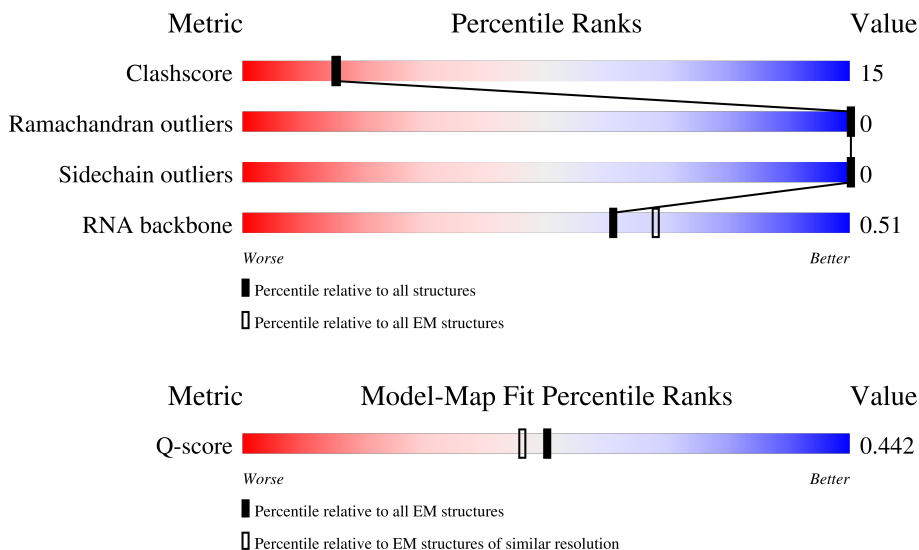 Metric Percentile Ranks Value
Clashscore 15
Ramachandran outliers 0
Sidechain outliers 0
RNA backbone 0.51
Worse Better
Percentile relative to all structures
Percentile relative to all EM structures
Metric Model-Map Fit Percentile Ranks Value
Q-score 0.442
Worse Better
Percentile relative to all EM structures
Percentile relative to EM structures of similar resolution